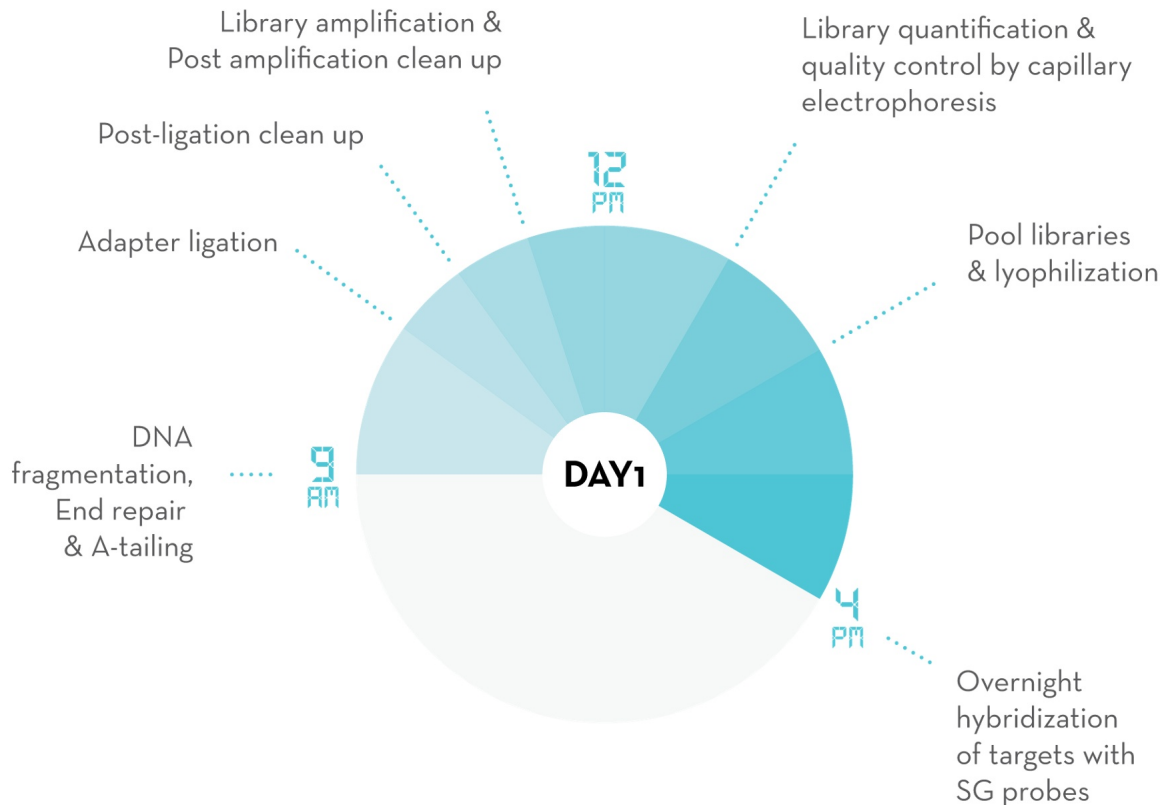 Library amplification &
Post amplification clean up
Library quantification &
quality control by capillary
electrophoresis
Post-ligation clean up
12
PM
Adapter ligation
Pool libraries
& lyophilization
DNA
fragmentation,
End repair
& A-tailing
9
AM
DAY1
4
PM
Overnight
hybridization
of targets with
SG probes